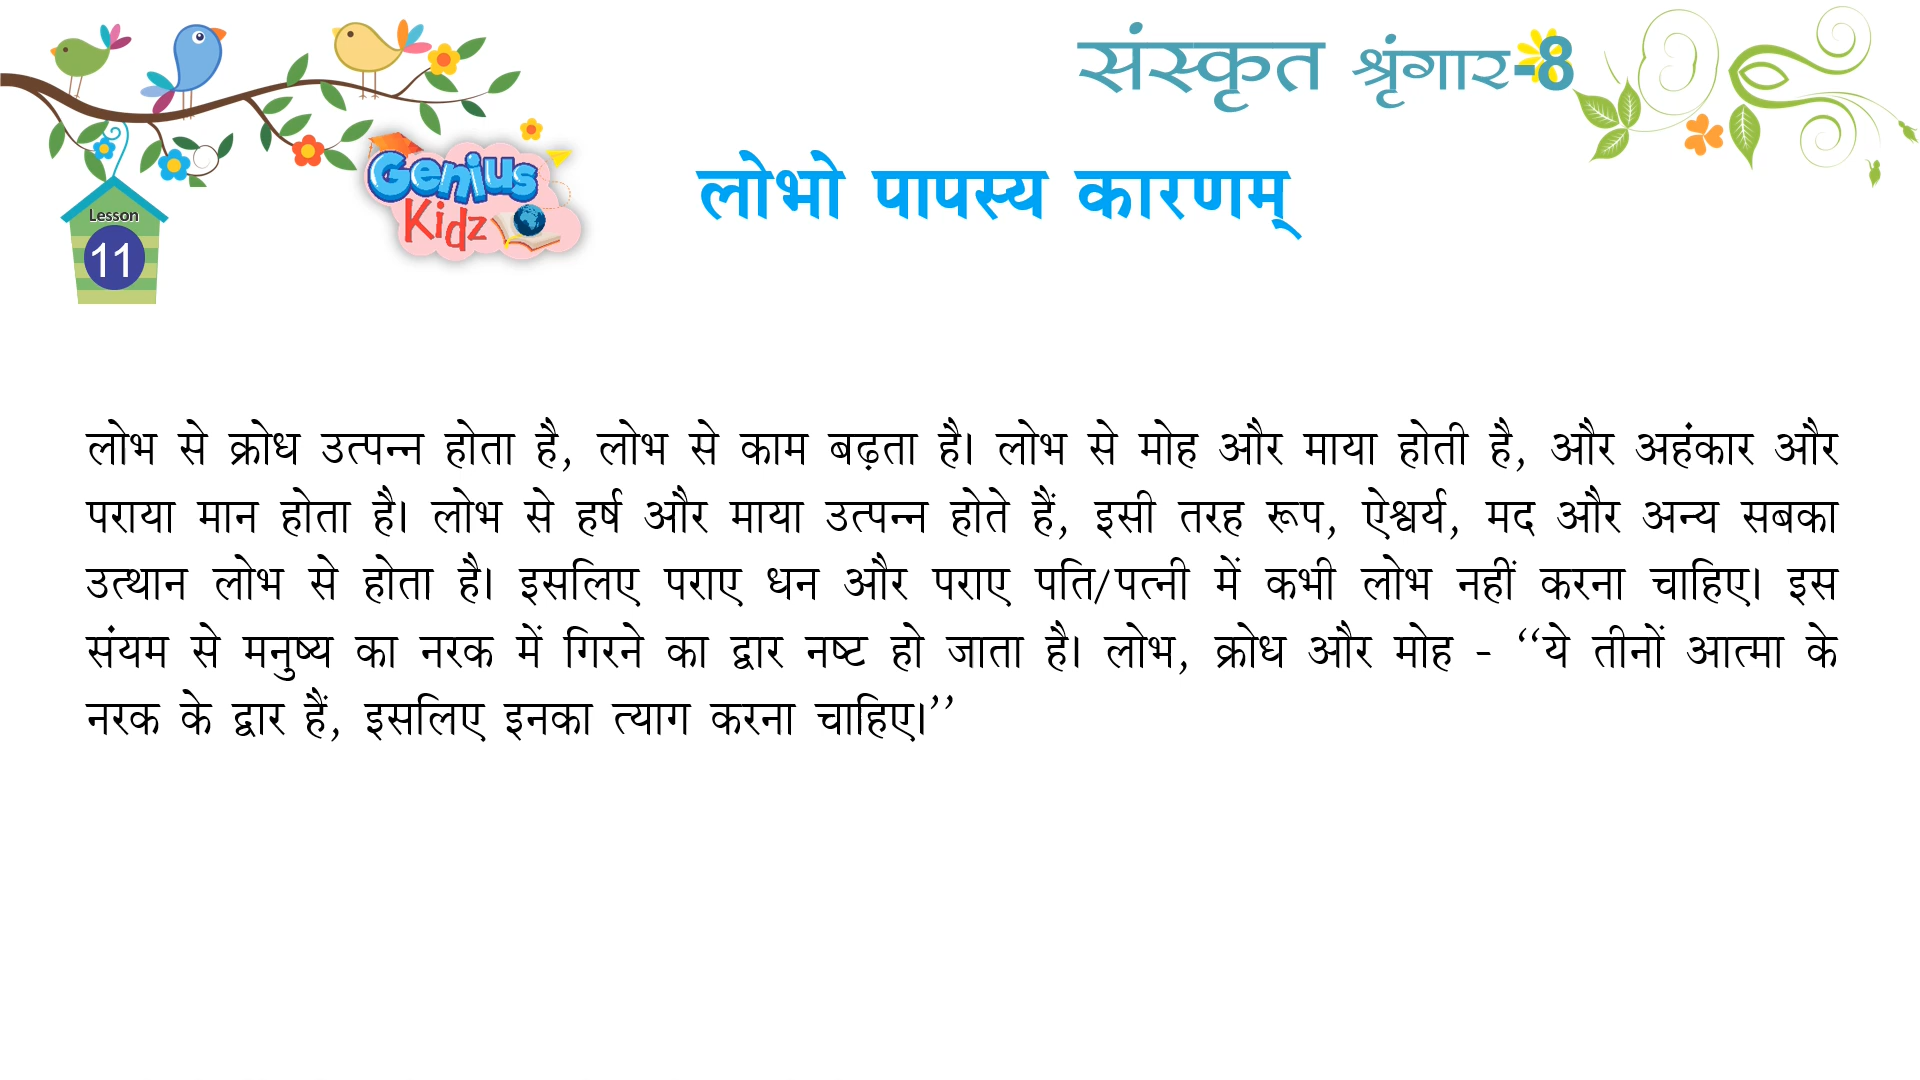 संस्कृत श्रृंगार-8
Genius
Kidz
लोभो पापस्य कारणम्
Lesson
11
लोभ से क्रोध उत्पन्न होता है, लोभ से काम बढ़ता है। लोभ से मोह और माया होती है, और अहंकार और
पराया मान होता है। लोभ से हर्ष और माया उत्पन्न होते हैं, इसी तरह रूप, ऐश्वर्य, मद और अन्य सबका
उत्थान लोभ से होता है। इसलिए पराए धन और पराए पति/पत्नी में कभी लोभ नहीं करना चाहिए। इस
संयम से मनुष्य का नरक में गिरने का द्वार नष्ट हो जाता है। लोभ, क्रोध और मोह - ‘‘ये तीनों आत्मा के
नरक के द्वार हैं, इसलिए इनका त्याग करना चाहिए।’’